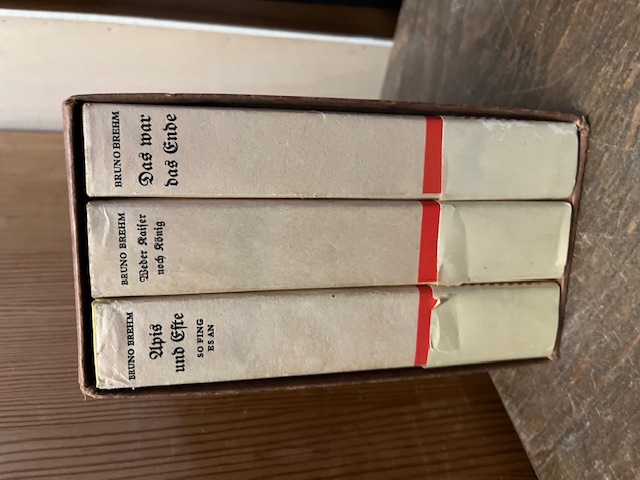 BRUNO BREHM
Apis
und Este
SO FING
ES AN
BRUNO BREHM
Weder Kaiser
noch König
BRUNO BREHM
Das war
das Ende